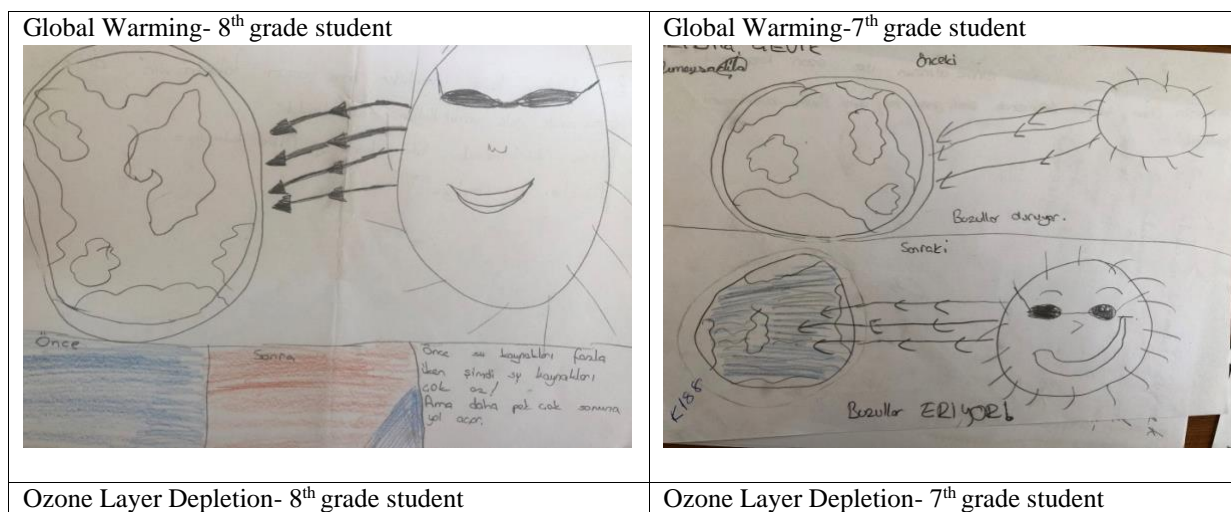 Global Warming- 8th grade student
Global Warming-7th grade student
Önce
Sonra
Önce su kaynakları fazla
iken şimdi su kaynakları
çok az!
Ama daha pek çok soruna
yol açar.
Önceki
Buzullar duruyor.
Sonraki
K188
Buzullar ERİYOR!
Ozone Layer Depletion- 8th grade student
Ozone Layer Depletion- 7th grade student